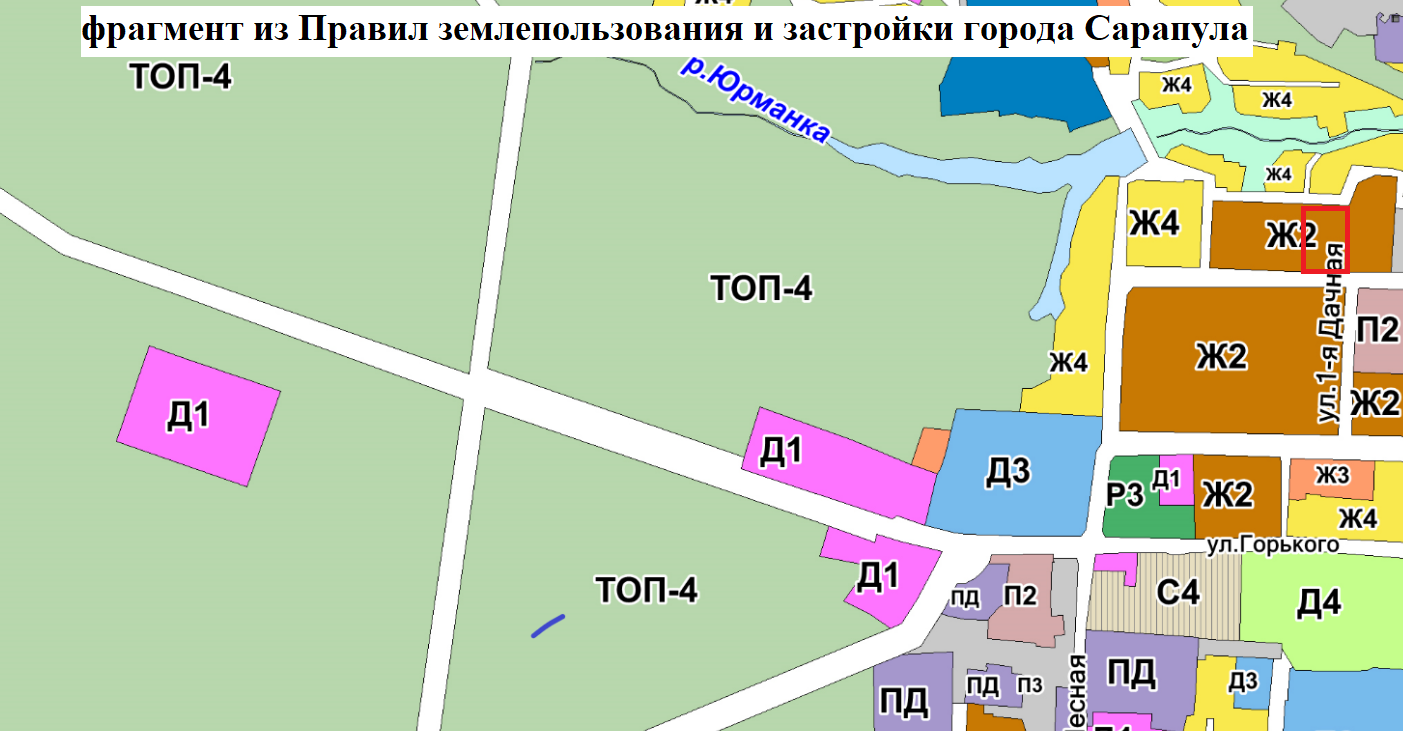 фрагмент из Правил землепользования и застройки города Сарапула
ТОП-4
р.Юрманка
Ж4
Ж4
Ж4
Ж4
Ж2
ТОП-4
ул.1-я Дачная
П2
Ж4
Ж2
Ж2
Д1
Д1
Д3
Р3
Д1
Ж2
Ж3
Ж4
ул.Горького
Д1
ТОП-4
пд
П2
С4
Д4
ПД
ПД
П3
ПД
Д3
ПД